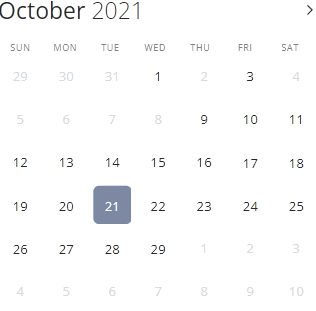 October 2021
SUN MON TUE WED THU FRI SAT
29 30 31 1 2 3 4
5 6 7 8 9 10 11
12 13 14 15 16 17 18
19 20 21 22 23 24 25
26 27 28 29 1 2 3
4 5 6 7 8 9 10